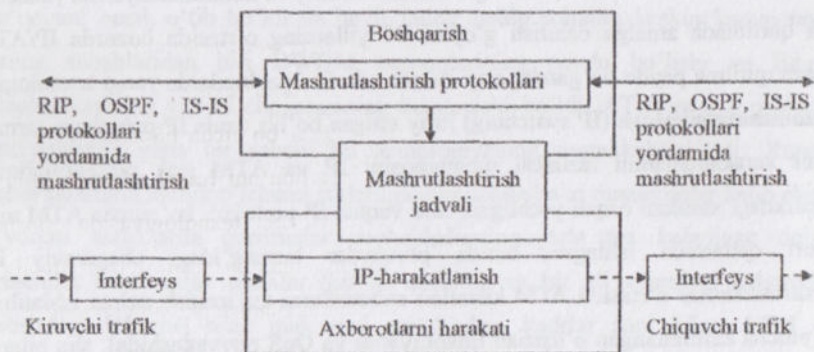 Boshqarish
Mashrutlashtirish protokollari
RIP, OSPF, IS-IS
protokollari
yordamida
mashrutlashtirish
RIP, OSPF, IS-IS
protokollari
yordamida
mashrutlashtirish
Mashrutlashtirish
jadvali
Interfeys
IP-harakatlanish
Interfeys
Kiruvchi trafik
Axborotlarni harakati
Chiquvchi trafik